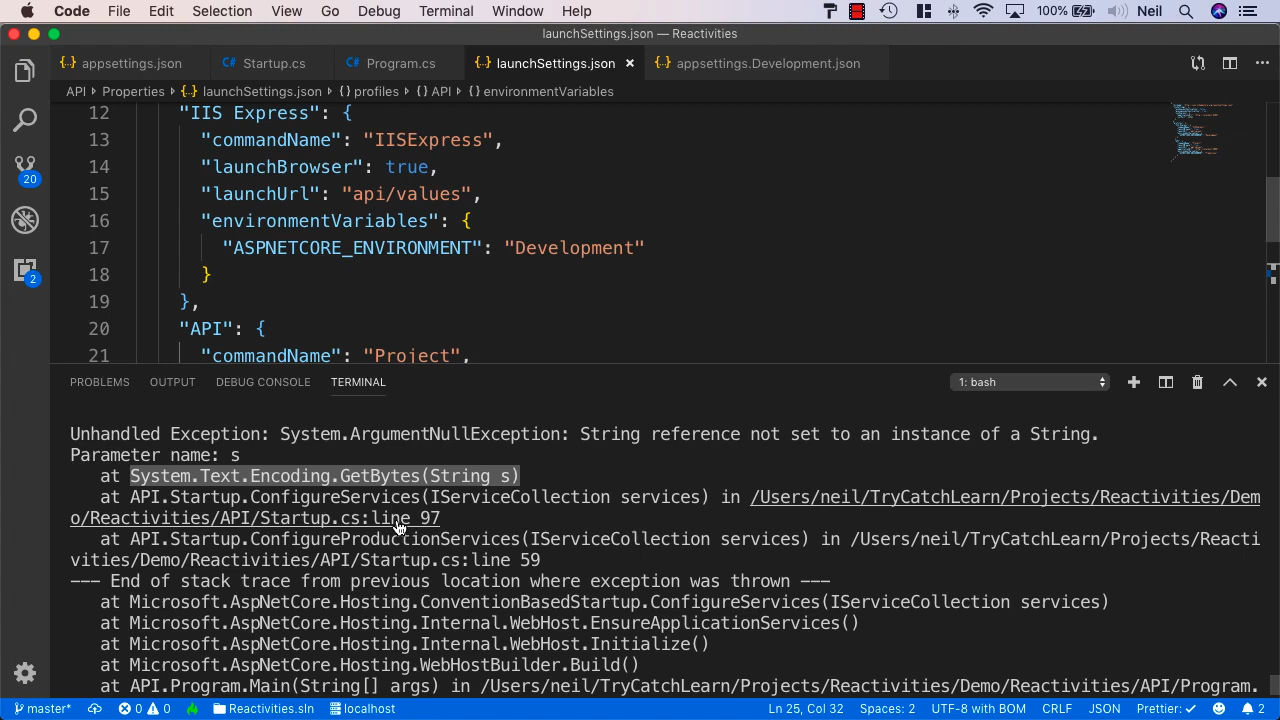 Code File Edit Selection View Go Debug Terminal Window Help 100% Neil
launchSettings.json — Reactivities
{.} appsettings.json C# Startup.cs C# Program.cs {.} launchSettings.json × {.} appsettings.Development.json ...
API › Properties › {.} launchSettings.json › {} profiles › {} API › {} environmentVariables
12 "IIS Express": {
13 "commandName": "IISExpress",
14 "launchBrowser": true,
15 "launchUrl": "api/values",
16 "environmentVariables": {
17 "ASPNETCORE_ENVIRONMENT": "Development"
18 }
19 },
20 "API": {
21 "commandName": "Project",
20
2
PROBLEMS OUTPUT DEBUG CONSOLE TERMINAL 1: bash
Unhandled Exception: System.ArgumentNullException: String reference not set to an instance of a String.
Parameter name: s
at System.Text.Encoding.GetBytes(String s)
at API.Startup.ConfigureServices(IServiceCollection services) in /Users/neil/TryCatchLearn/Projects/Reactivities/Dem
o/Reactivities/API/Startup.cs:line 97
at API.Startup.ConfigureProductionServices(IServiceCollection services) in /Users/neil/TryCatchLearn/Projects/Reacti
vities/Demo/Reactivities/API/Startup.cs:line 59
--- End of stack trace from previous location where exception was thrown ---
at Microsoft.AspNetCore.Hosting.ConventionBasedStartup.ConfigureServices(IServiceCollection services)
at Microsoft.AspNetCore.Hosting.Internal.WebHost.EnsureApplicationServices()
at Microsoft.AspNetCore.Hosting.Internal.WebHost.Initialize()
at Microsoft.AspNetCore.Hosting.WebHostBuilder.Build()
at API.Program.Main(String[] args) in /Users/neil/TryCatchLearn/Projects/Reactivities/Demo/Reactivities/API/Program.
master* 0 0 Reactivities.sln localhost Ln 25, Col 32 Spaces: 2 UTF-8 with BOM CRLF JSON Prettier: ✓ 2